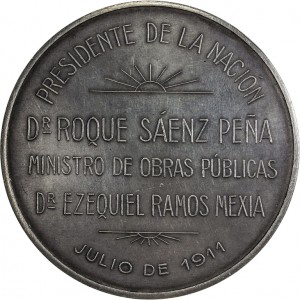 PRESIDENTE DE LA NACIÓN
DR ROQUE SÁENZ PEÑA
MINISTRO DE OBRAS PÚBLICAS
DR EZEQUIEL RAMOS MEXIA
JULIO DE 1911